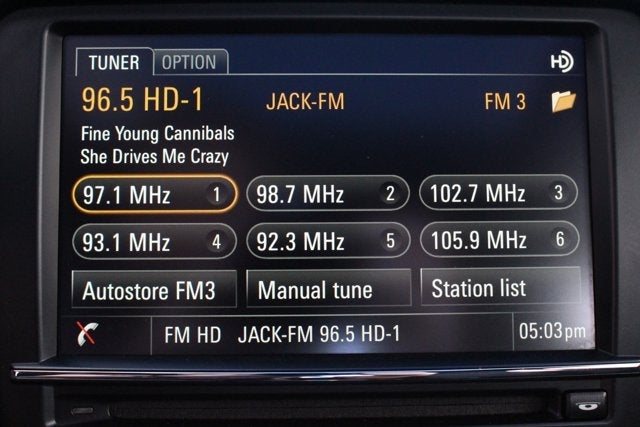 TUNER OPTION HD
96.5 HD-1 JACK-FM FM 3
Fine Young Cannibals
She Drives Me Crazy
97.1 MHz 1 98.7 MHz 2 102.7 MHz 3
93.1 MHz 4 92.3 MHz 5 105.9 MHz 6
Autostore FM3 Manual tune Station list
FM HD JACK-FM 96.5 HD-1 05:03pm